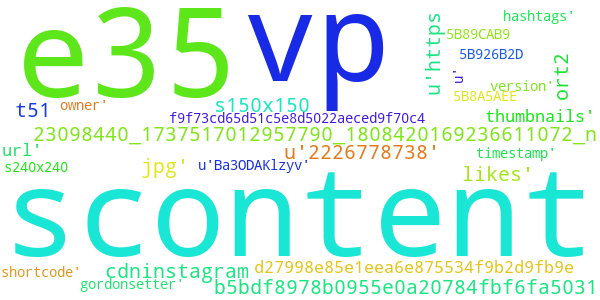 e35
vp
u'https
hashtags'
5B89CAB9
5B926B2D
u'
version'
ort2
5B8A5AEE
t51
owner'
s150x150
f9f73cd65d51c5e8d5022aeced9f70c4
thumbnails'
23098440_1737517012957790_1808420169236611072_n
url'
u'2226778738'
timestamp'
s240x240
jpg'
u'Ba3ODAKlzyv'
likes'
scontent
shortcode'
cdninstagram
d27998e85e1eea6e875534f9b2d9fb9e
gordonsetter'
b5bdf8978b0955e0a20784fbf6fa5031